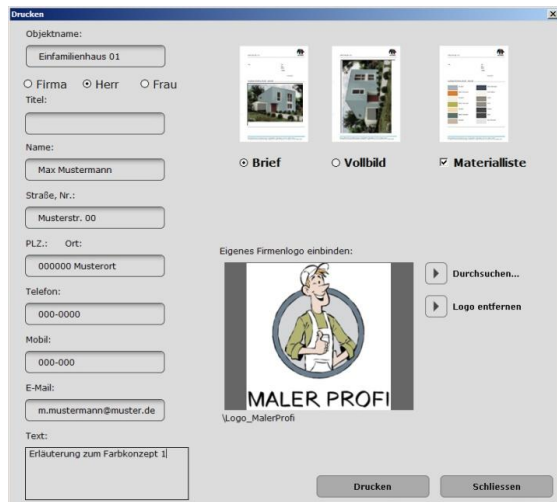 Drucken
Objektname:
Einfamilienhaus 01
Firma Herr Frau
Titel:
Name:
Max Mustermann
Straße, Nr.:
Musterstr. 00
PLZ.: Ort:
000000 Musterort
Telefon:
000-0000
Mobil:
000-000
E-Mail:
m.mustermann@muster.de
Text:
Erläuterung zum Farbkonzept 1
Brief Vollbild Materialliste
Eigenes Firmenlogo einbinden:
MALER PROFI
\Logo_MalerProfi
Durchsuchen...
Logo entfernen
Drucken Schliessen